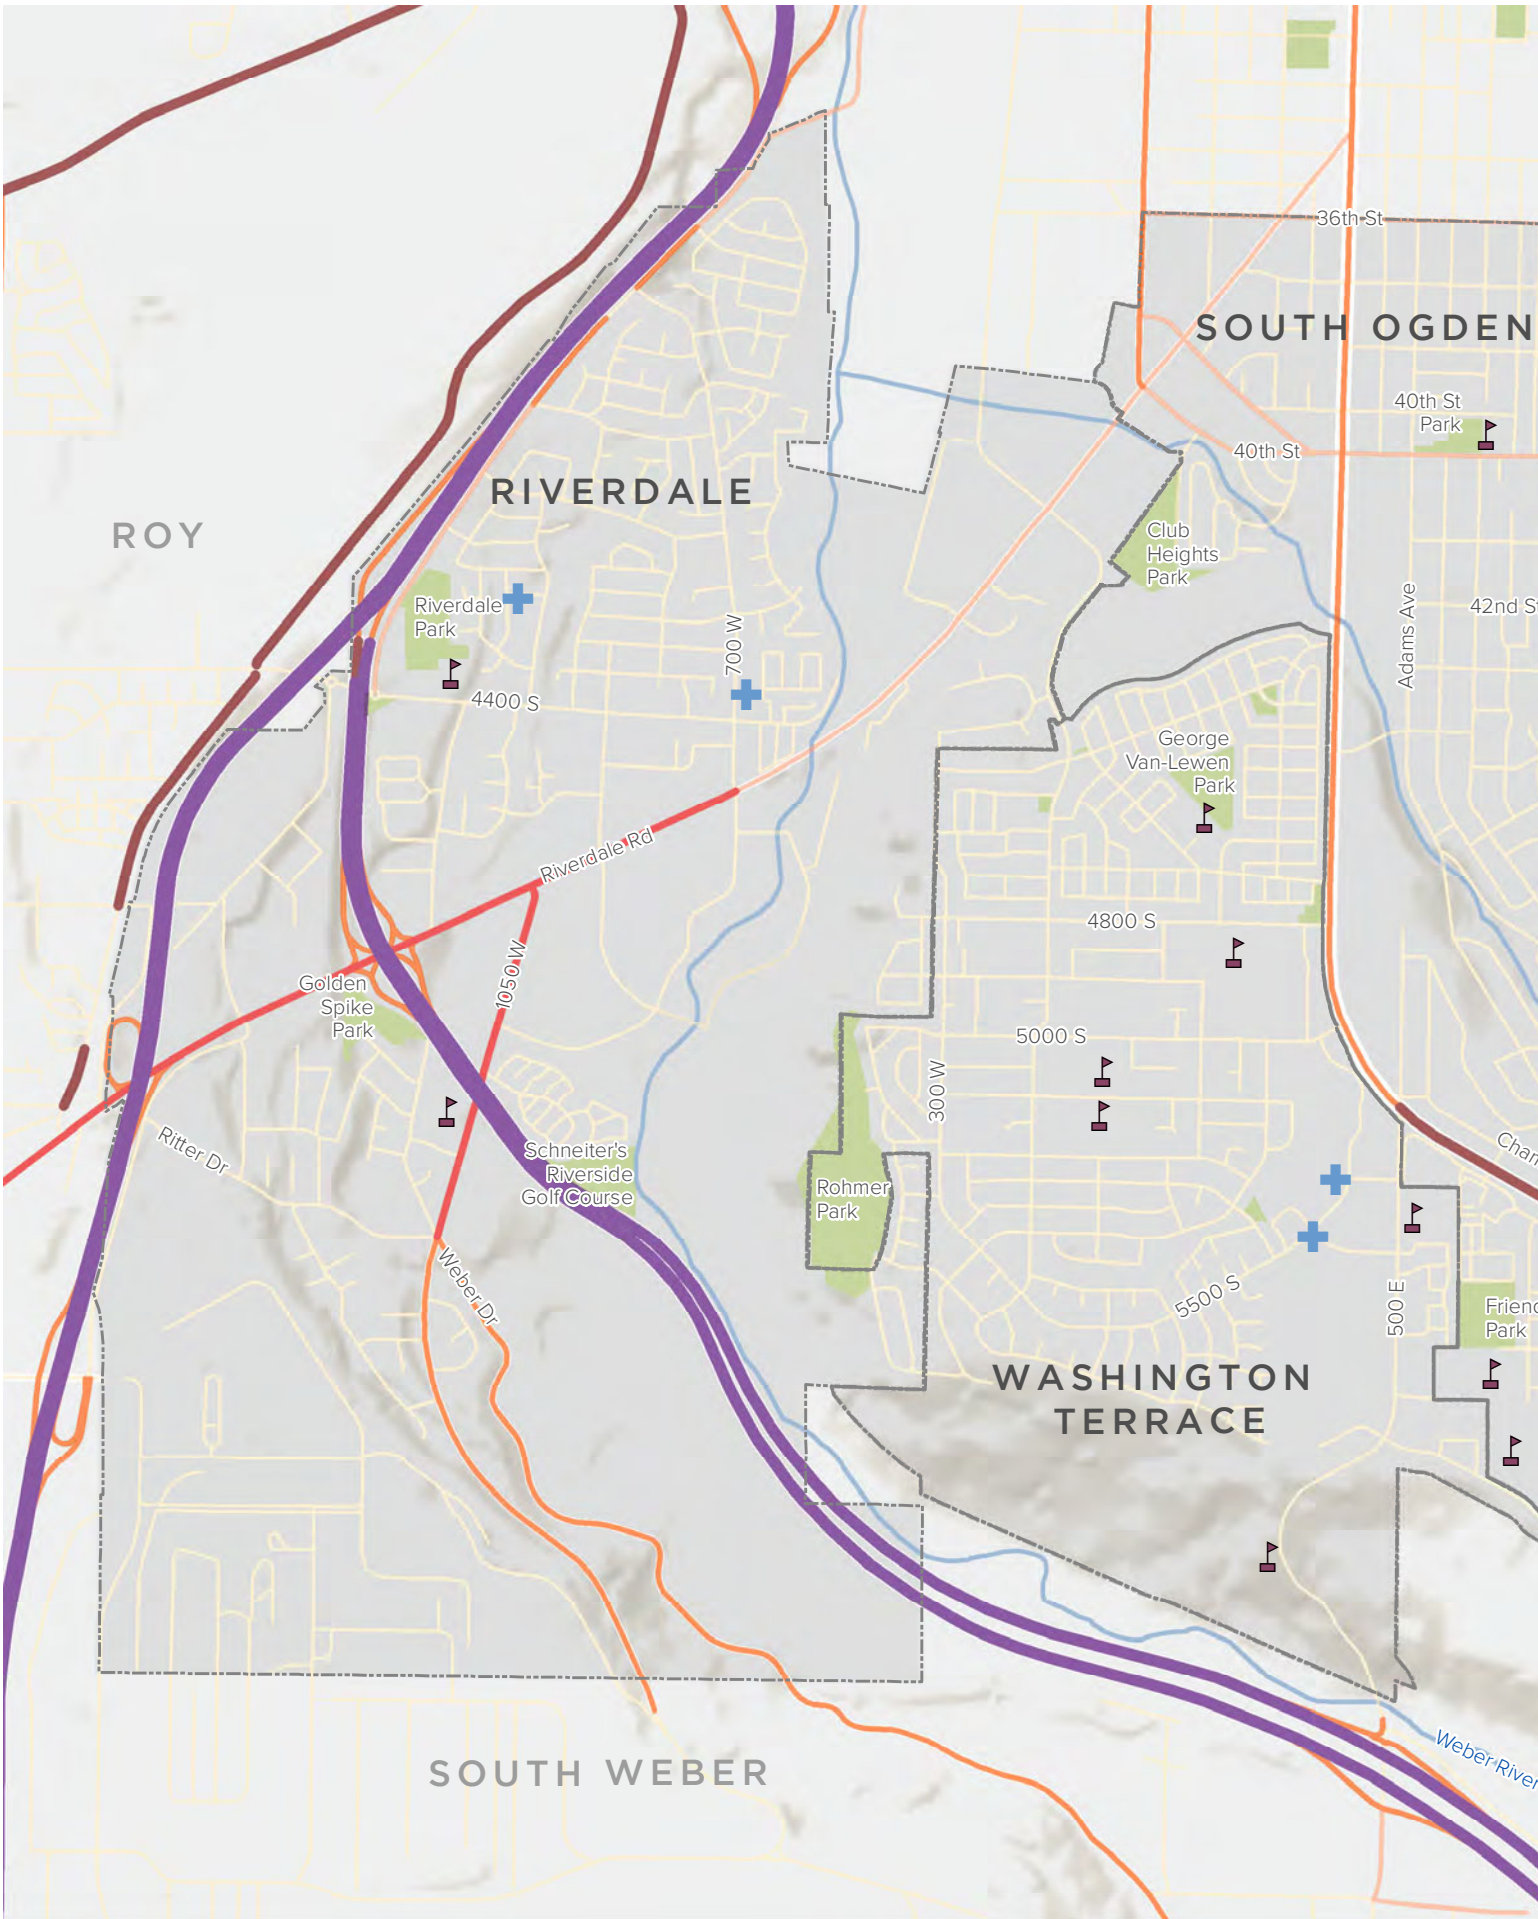 36th St
SOUTH OGDEN
40th St
Park
40th St
RIVERDALE
ROY
Club
Heights
Park
Adams Ave
42nd S
Riverdale
Park
700 W
4400 S
George
Van-Lewen
Park
Riverdale Rd
4800 S
1050 W
Golden
Spike
Park
5000 S
300 W
Ritter Dr
Schneiter's
Riverside
Golf Course
Rohmer
Park
Char
Weber Dr
5500 S
500 E
Frien
Park
WASHINGTON
TERRACE
SOUTH WEBER
Weber River